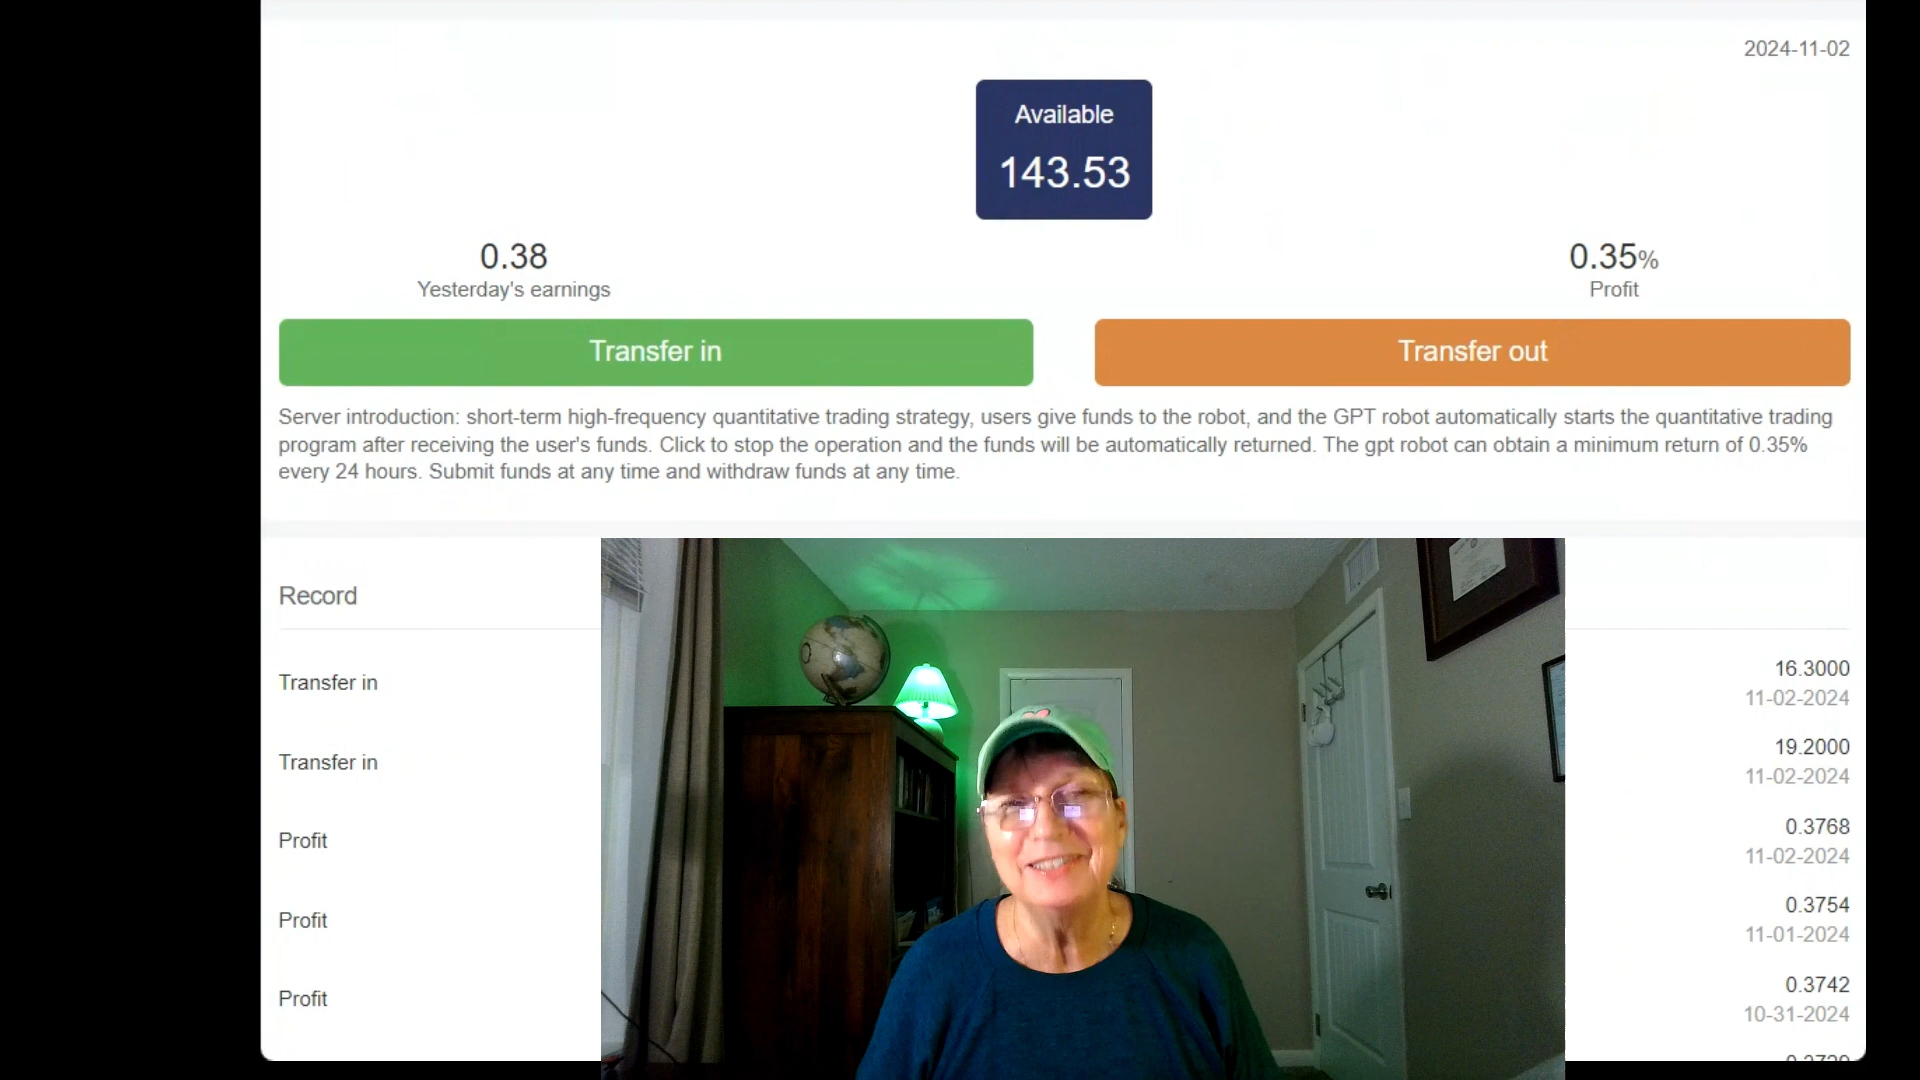 2024-11-02
Available
143.53
0.38
Yesterday's earnings
0.35%
Profit
Transfer in
Transfer out
Server introduction: short-term high-frequency quantitative trading strategy, users give funds to the robot, and the GPT robot automatically starts the quantitative trading
program after receiving the user's funds. Click to stop the operation and the funds will be automatically returned. The gpt robot can obtain a minimum return of 0.35%
every 24 hours. Submit funds at any time and withdraw funds at any time.
Record
Transfer in
16.3000
11-02-2024
Transfer in
19.2000
11-02-2024
Profit
0.3768
11-02-2024
Profit
0.3754
11-01-2024
Profit
0.3742
10-31-2024